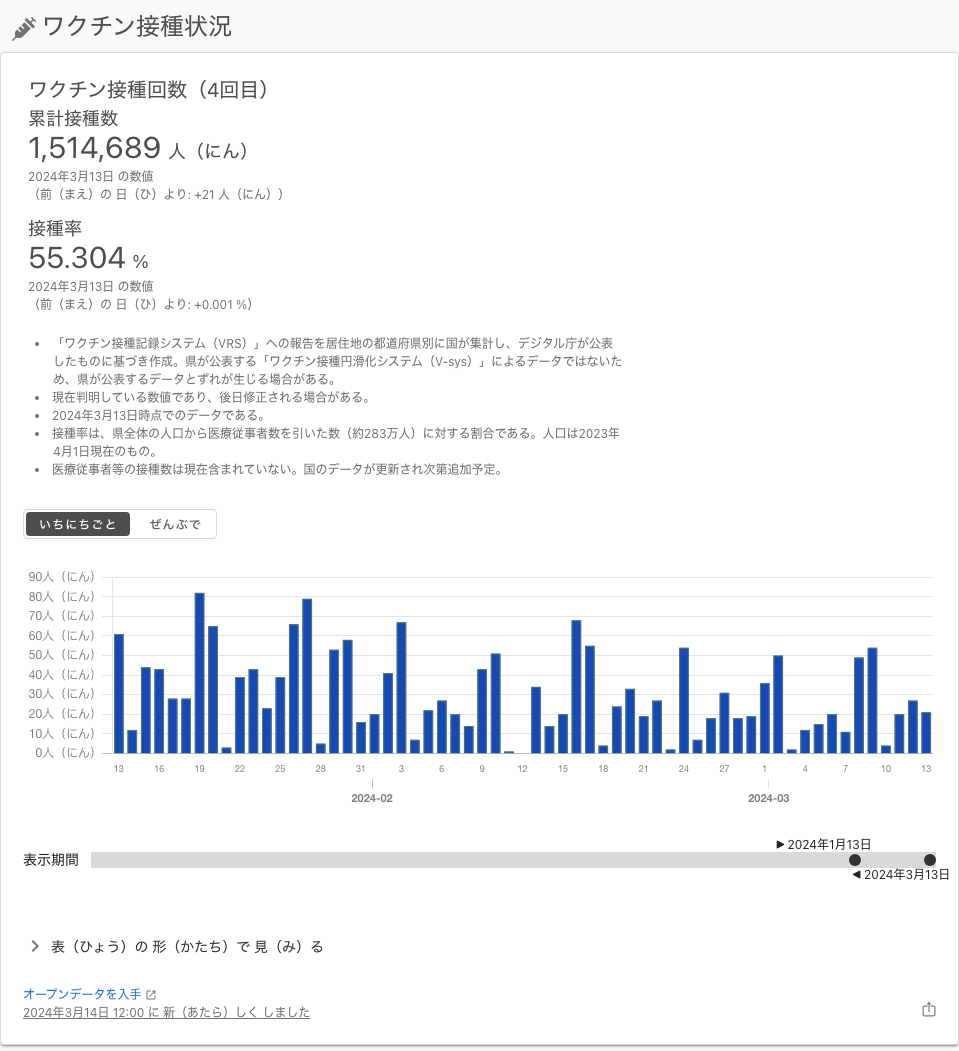 ワクチン接種状況
ワクチン接種回数（4回目）
累計接種数
1,514,689 人（にん）
2024年3月13日 の数値
（前（まえ）の 日（ひ）より: +21 人（にん））
接種率
55.304 %
2024年3月13日 の数値
（前（まえ）の 日（ひ）より: +0.001 %）
• 「ワクチン接種記録システム（VRS）」への報告を居住地の都道府県別に国が集計し、デジタル庁が公表
したものに基づき作成。県が公表する「ワクチン接種円滑化システム（V-sys）」によるデータではないた
め、県が公表するデータとずれが生じる場合がある。
• 現在判明している数値であり、後日修正される場合がある。
• 2024年3月13日時点でのデータである。
• 接種率は、県全体の人口から医療従事者数を引いた数（約283万人）に対する割合である。人口は2023年
4月1日現在のもの。
• 医療従事者等の接種数は現在含まれていない。国のデータが更新され次第追加予定。
いちにちごと ぜんぶで
90人（にん）
80人（にん）
70人（にん）
60人（にん）
50人（にん）
40人（にん）
30人（にん）
20人（にん）
10人（にん）
0人（にん）
13 16 19 22 25 28 31 3 6 9 12 15 18 21 24 27 1 4 7 10 13
2024-02 2024-03
2024年1月13日
表示期間
2024年3月13日
表（ひょう）の 形（かたち）で 見（み）る
オープンデータを入手
2024年3月14日 12:00 に 新（あたら）しく しました